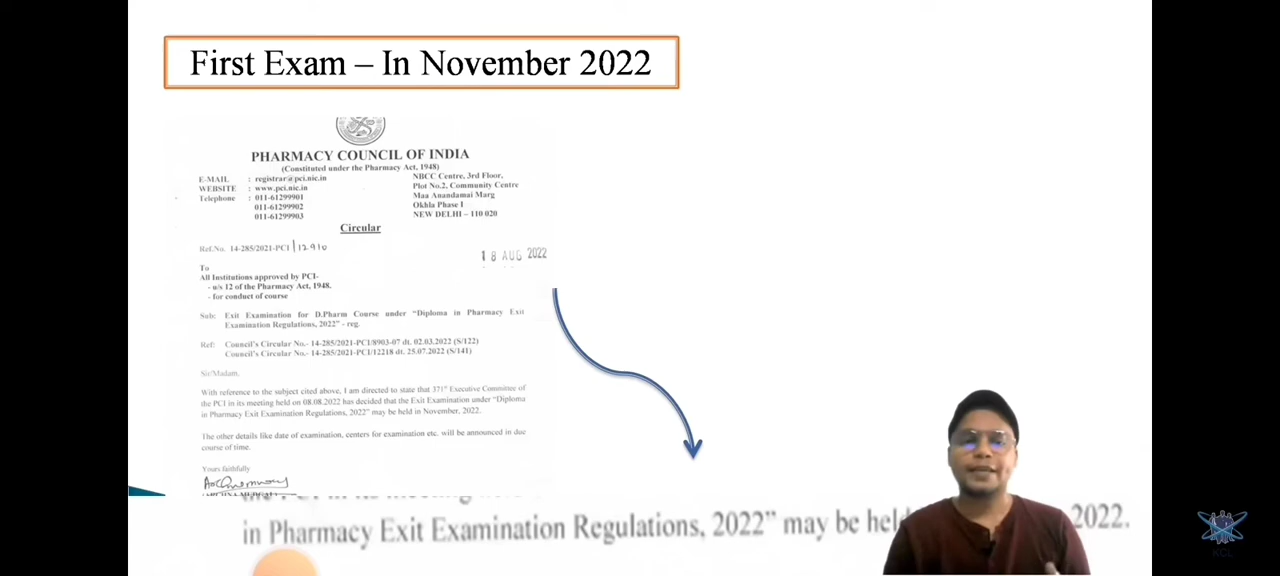 First Exam – In November 2022
PHARMACY COUNCIL OF INDIA
(Constituted under the Pharmacy Act, 1948)
E-MAIL : registrar@pci.nic.in
WEBSITE : www.pci.nic.in
Telephone : 011-61299901
011-61299902
011-61299903
NBCC Centre, 3rd Floor,
Plot No.2, Community Centre
Maa Anandamai Marg
Okhla Phase I
NEW DELHI – 110 020
Circular
Ref.No. 14-285/2021-PCI/12910
18 AUG 2022
To
All Institutions approved by PCI-
- u/s 12 of the Pharmacy Act, 1948.
- for conduct of course
Sub: Exit Examination for D.Pharm Course under "Diploma in Pharmacy Exit
Examination Regulations, 2022" - reg.
Ref: Council's Circular No.- 14-285/2021-PCI/8903-07 dt. 02.03.2022 (S/122)
Council's Circular No.- 14-285/2021-PCI/12218 dt. 25.07.2022 (S/141)
Sir/Madam,
With reference to the subject cited above, I am directed to state that 371st Executive Committee of
the PCI in its meeting held on 08.08.2022 has decided that the Exit Examination under "Diploma
in Pharmacy Exit Examination Regulations, 2022" may be held in November, 2022.
The other details like date of examination, centers for examination etc. will be announced in due
course of time.
Yours faithfully
in Pharmacy Exit Examination Regulations, 2022" may be held 2022.
KCL